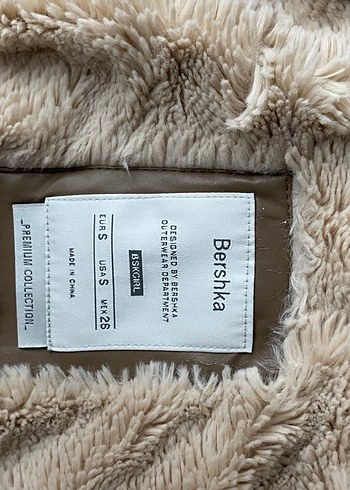 Bershka
DESIGNED BY BERSHKA
OUTERWEAR DEPARTMENT
BSKGIRL
EUR S USA S MEX 26
MADE IN CHINA
_PREMIUM COLLECTION_